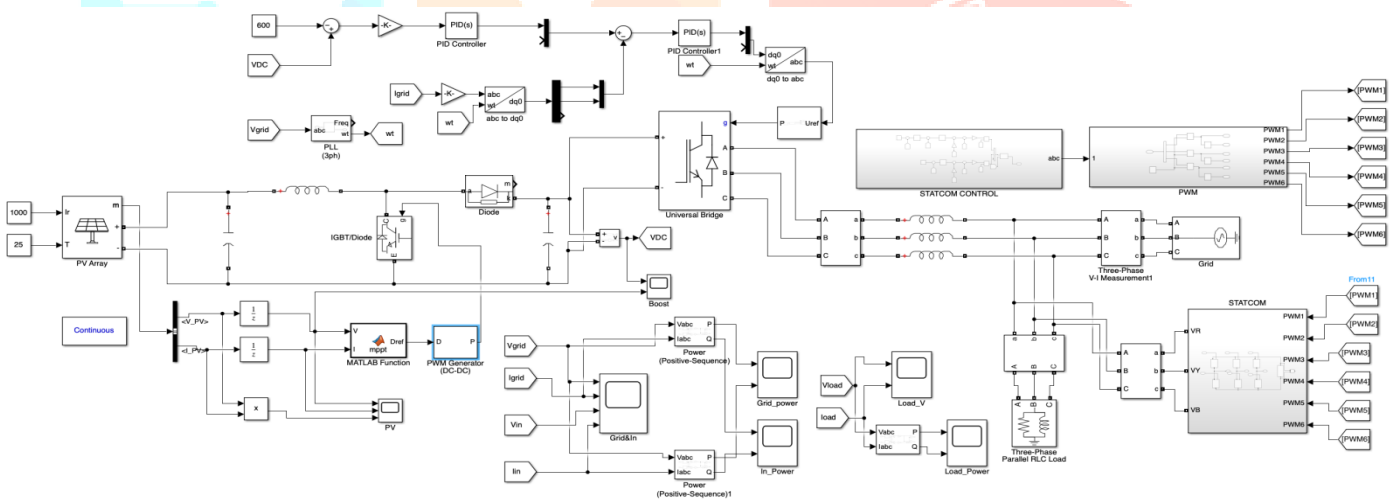 600
-K-
PID(s)
PID Controller
VDC
PID(s)
PID Controller1
wt
dq0
wt
abc
dq0 to abc
Igrid
-K-
abc
wt
dq0
abc to dq0
wt
Vgrid
abc
Freq
wt
PLL
(3ph)
wt
P
Uref
g
+
-
A
B
C
Universal Bridge
STATCOM CONTROL
abc
1
PWM
PWM1
PWM2
PWM3
PWM4
PWM5
PWM6
[PWM1]
[PWM2]
[PWM3]
[PWM4]
[PWM5]
[PWM6]
1000
25
Ir
T
m
+
-
PV Array
IGBT/Diode
g
C
E
a
m
k
Diode
+
-
v
VDC
Boost
A
B
C
a
b
c
A
B
C
a
b
c
Three-Phase
V-I Measurement1
A
B
C
Grid
Continuous
<V_PV>
<I_PV>
V
I
mppt
Dref
MATLAB Function
D
P
PWM Generator
(DC-DC)
x
PV
Vgrid
Igrid
Vin
Iin
Grid&In
Vabc
Iabc
P
Q
Power
(Positive-Sequence)
Grid_power
Vabc
Iabc
P
Q
Power
(Positive-Sequence)1
In_Power
Vload
Load_V
Vabc
Iabc
P
Q
Load_Power
a
b
c
A
B
C
A
B
C
Three-Phase
Parallel RLC Load
A
B
C
a
b
c
STATCOM
VR
VY
VB
PWM1
PWM2
PWM3
PWM4
PWM5
PWM6
From11
[PWM1]
[PWM2]
[PWM3]
[PWM4]
[PWM5]
[PWM6]